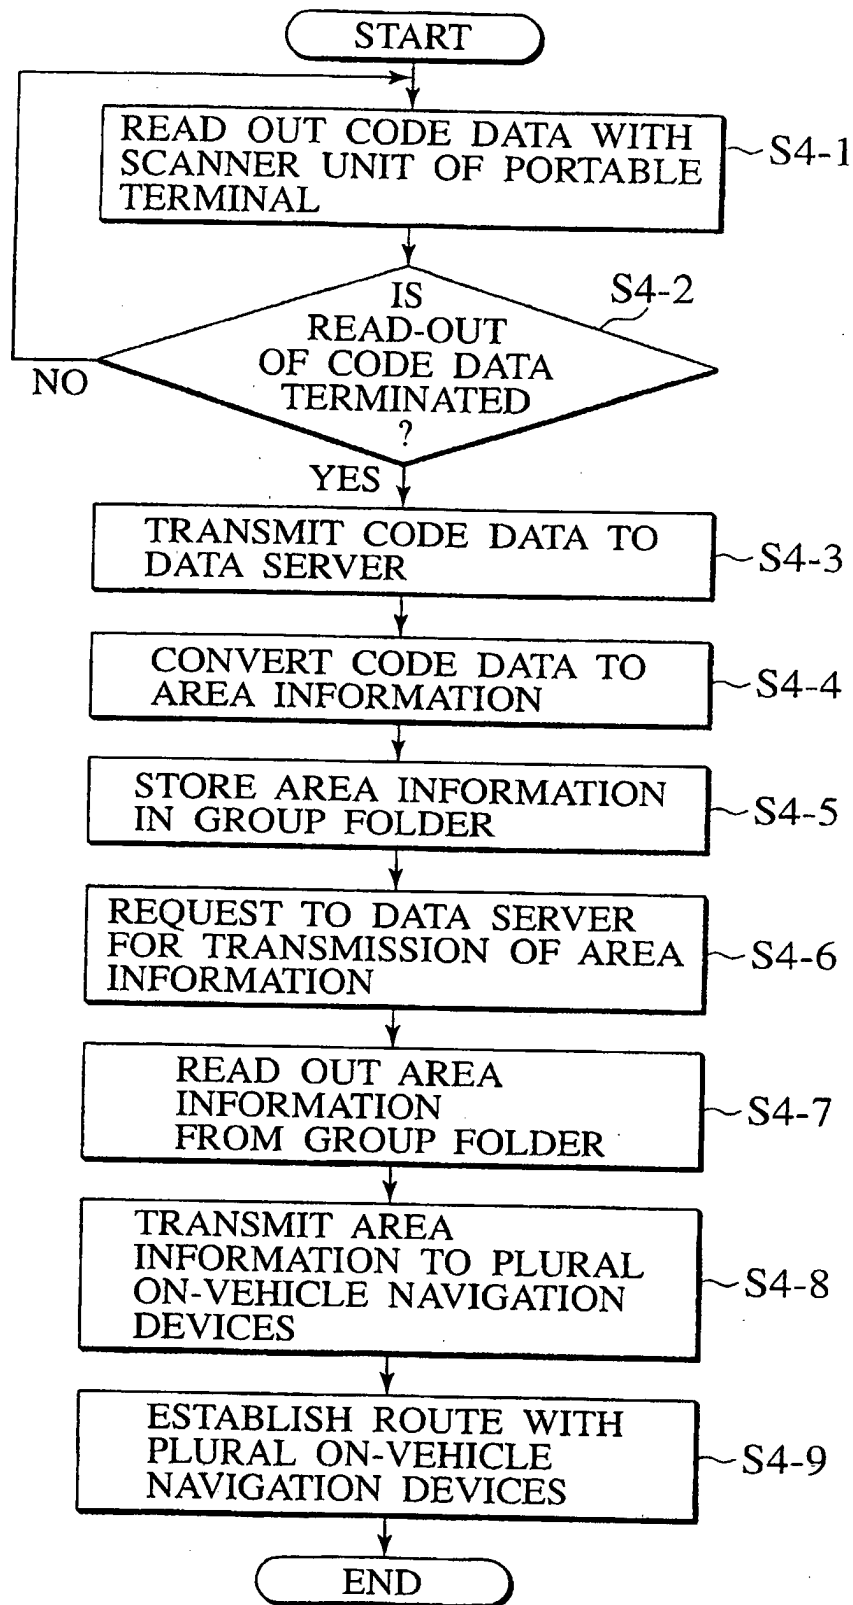 START
READ OUT CODE DATA WITH
SCANNER UNIT OF PORTABLE
TERMINAL
S4-1
S4-2
IS
READ-OUT
OF CODE DATA
TERMINATED
?
NO
YES
TRANSMIT CODE DATA TO
DATA SERVER
S4-3
CONVERT CODE DATA TO
AREA INFORMATION
S4-4
STORE AREA INFORMATION
IN GROUP FOLDER
S4-5
REQUEST TO DATA SERVER
FOR TRANSMISSION OF AREA
INFORMATION
S4-6
READ OUT AREA
INFORMATION
FROM GROUP FOLDER
S4-7
TRANSMIT AREA
INFORMATION TO PLURAL
ON-VEHICLE NAVIGATION
DEVICES
S4-8
ESTABLISH ROUTE WITH
PLURAL ON-VEHICLE
NAVIGATION DEVICES
S4-9
END